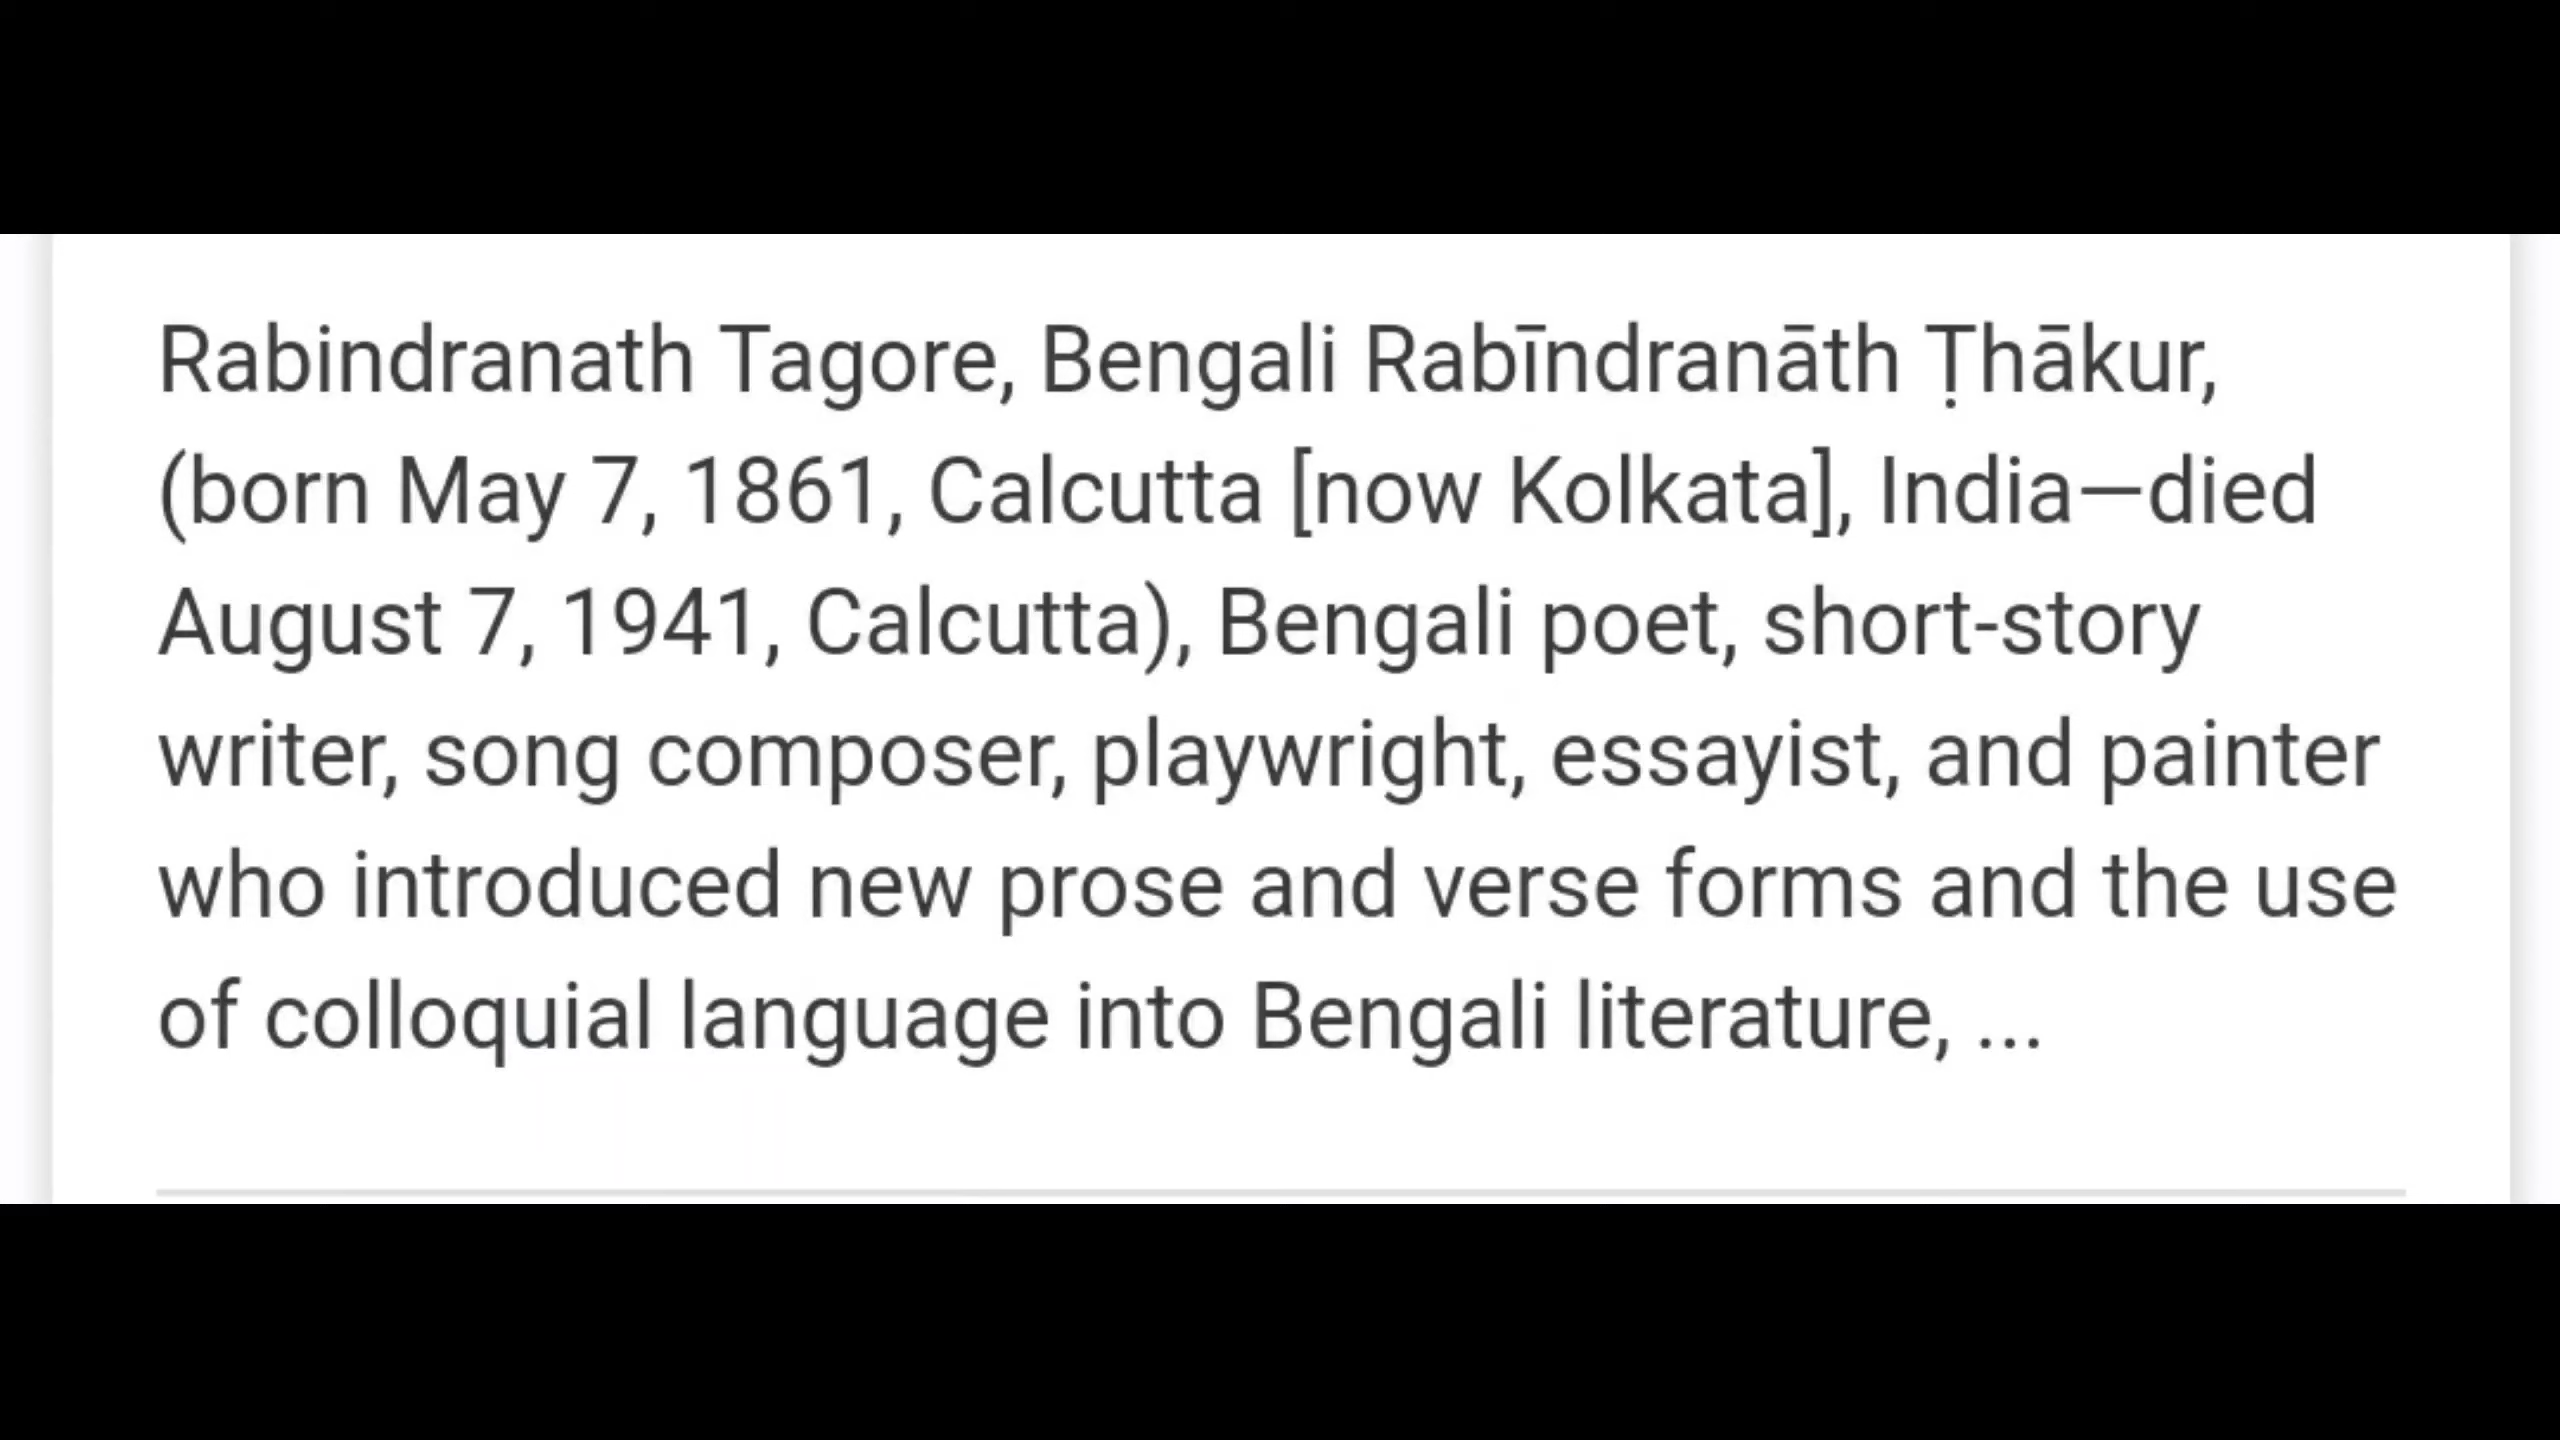 Rabindranath Tagore, Bengali Rabīndranāth Ṭhākur,
(born May 7, 1861, Calcutta [now Kolkata], India—died
August 7, 1941, Calcutta), Bengali poet, short-story
writer, song composer, playwright, essayist, and painter
who introduced new prose and verse forms and the use
of colloquial language into Bengali literature, ...